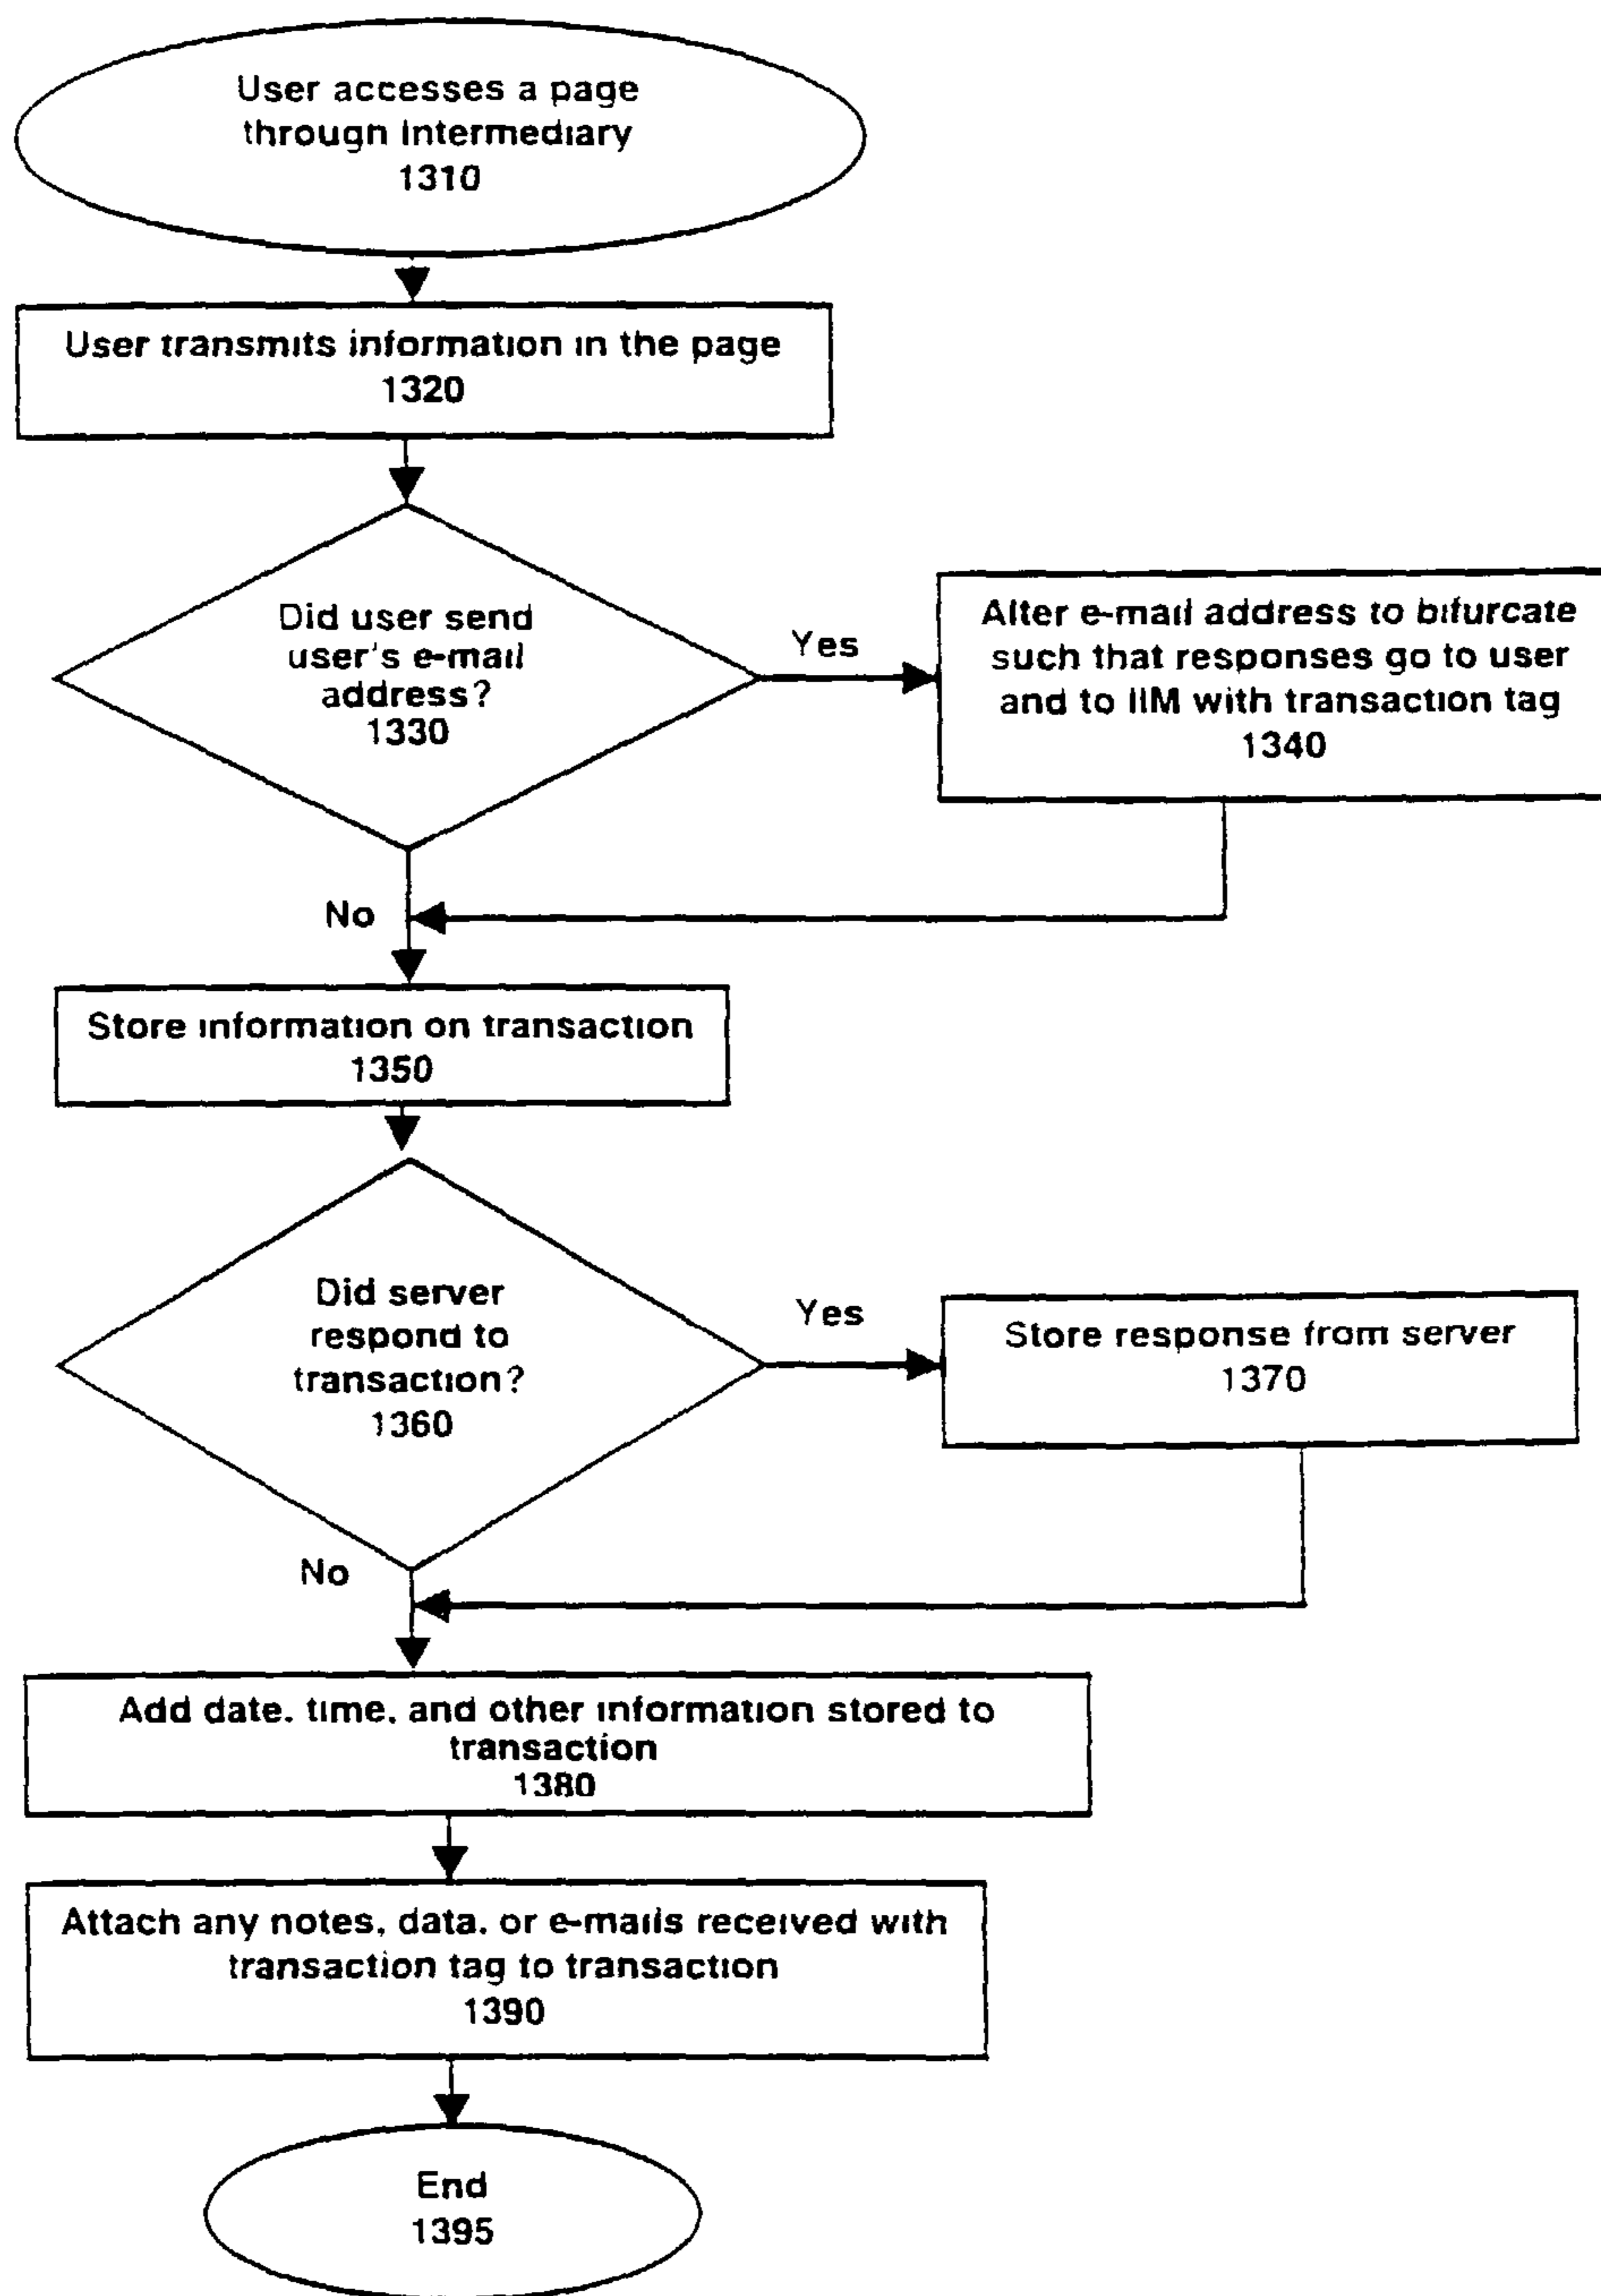 User accesses a page
through Intermediary
1310
User transmits information in the page
1320
Did user send
user's e-mail
address?
1330
Yes
Alter e-mail address to bifurcate
such that responses go to user
and to IIM with transaction tag
1340
No
Store information on transaction
1350
Did server
respond to
transaction?
1360
Yes
Store response from server
1370
No
Add date, time, and other information stored to
transaction
1380
Attach any notes, data, or e-mails received with
transaction tag to transaction
1390
End
1395